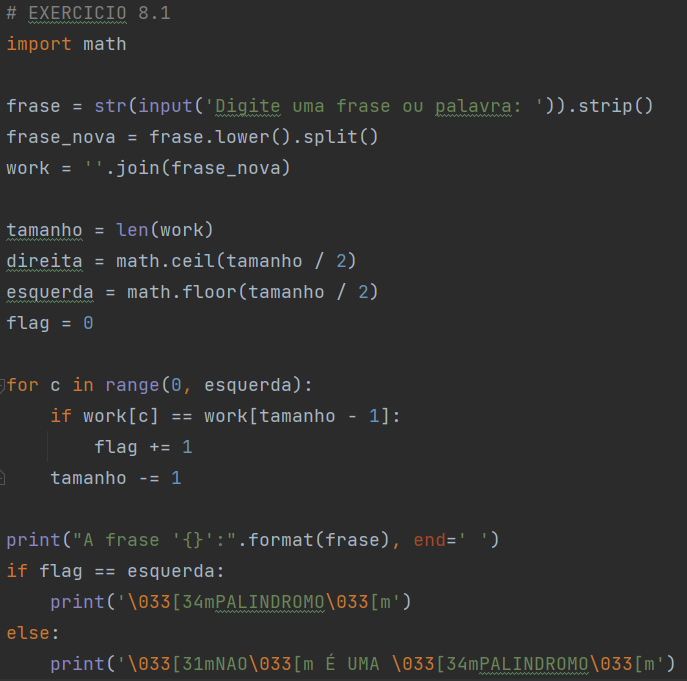 # EXERCICIO 8.1
import math
frase = str(input('Digite uma frase ou palavra: ')).strip()
frase_nova = frase.lower().split()
work = ''.join(frase_nova)
tamanho = len(work)
direita = math.ceil(tamanho / 2)
esquerda = math.floor(tamanho / 2)
flag = 0
for c in range(0, esquerda):
    if work[c] == work[tamanho - 1]:
        flag += 1
    tamanho -= 1
print("A frase '{}':".format(frase), end=' ')
if flag == esquerda:
    print('\033[34mPALINDROMO\033[m')
else:
    print('\033[31mNAO\033[m É UMA \033[34mPALINDROMO\033[m')